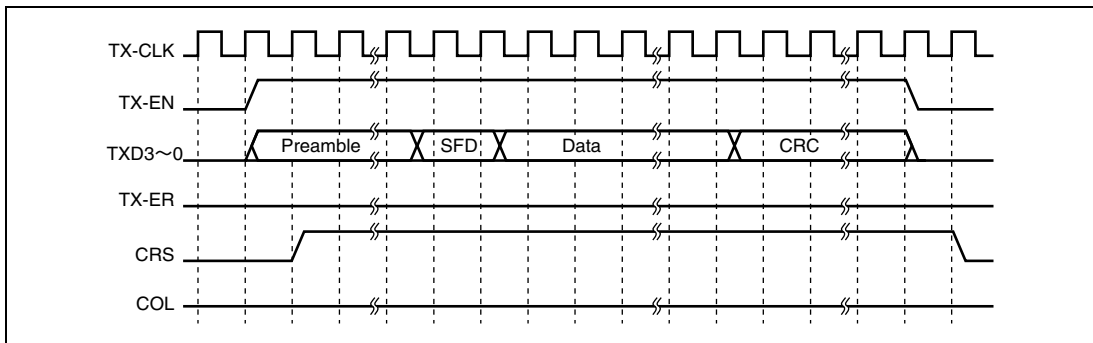 TX-CLK
TX-EN
TXD3～0 Preamble SFD Data CRC
TX-ER
CRS
COL